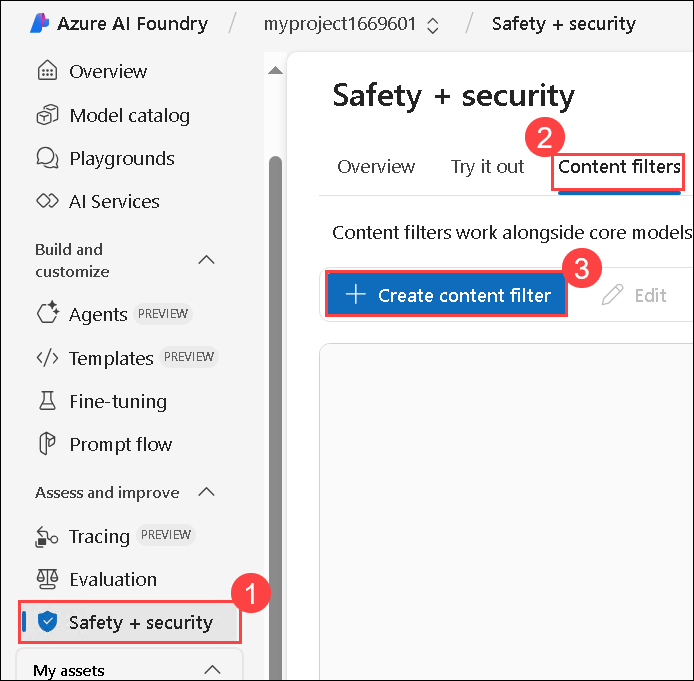 Azure AI Foundry / myproject1669601 / Safety + security
Overview
Model catalog
Playgrounds
AI Services
Build and
customize
Agents PREVIEW
Templates PREVIEW
Fine-tuning
Prompt flow
Assess and improve
Tracing PREVIEW
Evaluation
1
Safety + security
My assets
Safety + security
2
Overview Try it out Content filters
Content filters work alongside core models
3
+ Create content filter Edit